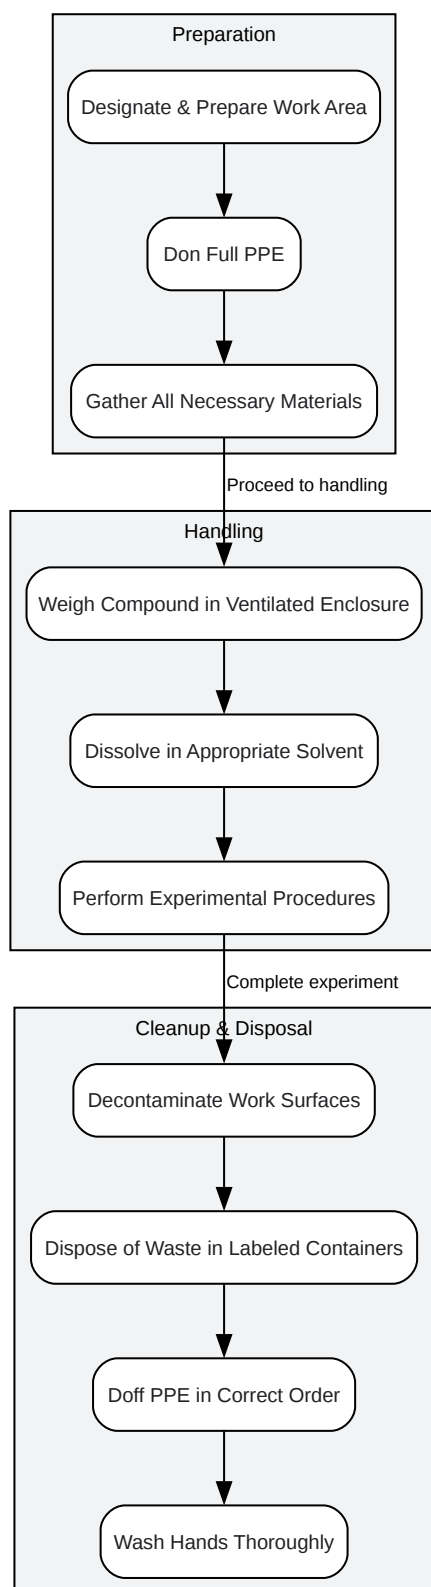 Preparation
Designate & Prepare Work Area
Don Full PPE
Gather All Necessary Materials
Proceed to handling
Handling
Weigh Compound in Ventilated Enclosure
Dissolve in Appropriate Solvent
Perform Experimental Procedures
Complete experiment
Cleanup & Disposal
Decontaminate Work Surfaces
Dispose of Waste in Labeled Containers
Doff PPE in Correct Order
Wash Hands Thoroughly